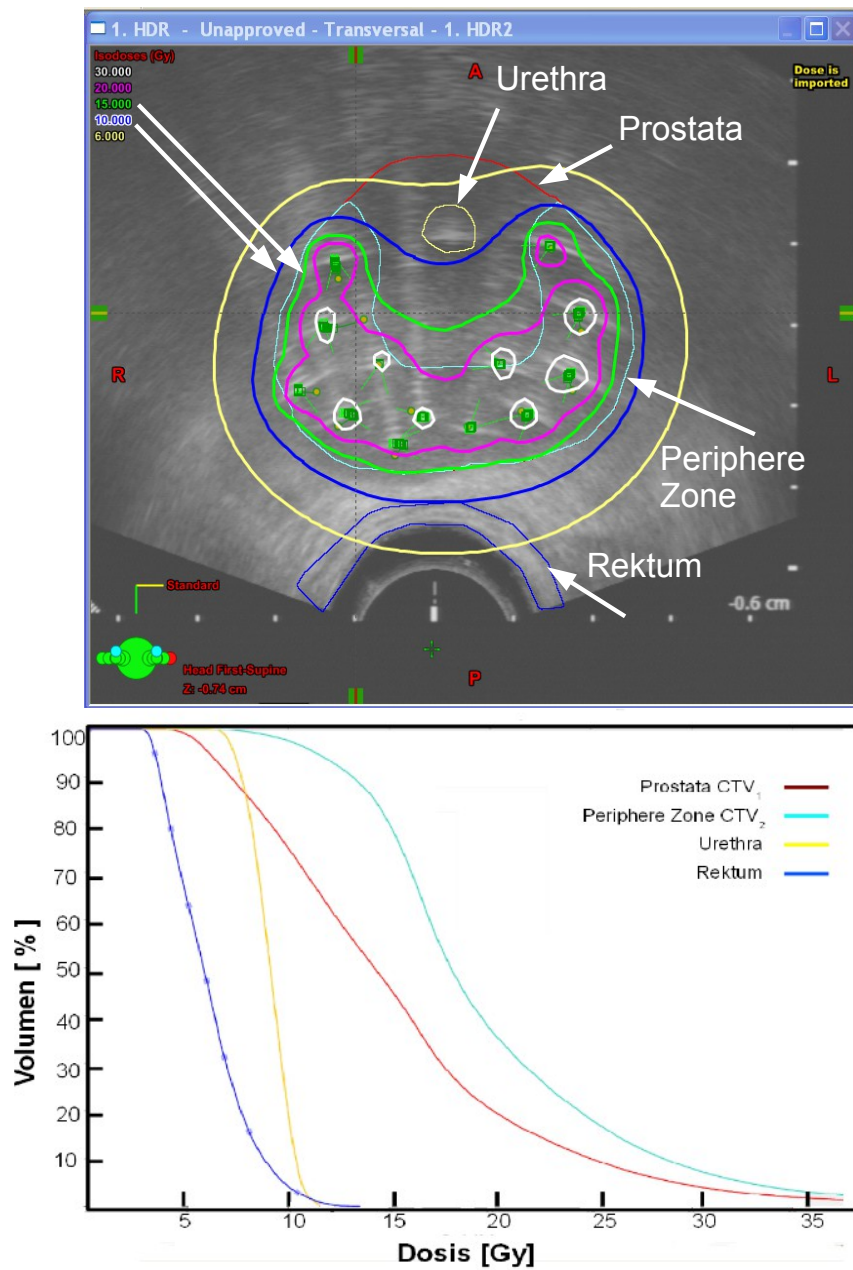 1. HDR - Unapproved - Transversal - 1. HDR2
Isodoses (Gy)
30.000
20.000
15.000
10.000
6.000
A
Dose is
imported
Urethra
Prostata
R
L
Periphere
Zone
Rektum
Standard
-0.6 cm
Head First-Supine
Z: -0.74 cm
P
100
90
80
70
60
50
40
30
20
10
Volumen [ % ]
Prostata CTV₁
Periphere Zone CTV₂
Urethra
Rektum
5 10 15 20 25 30 35
Dosis [Gy]